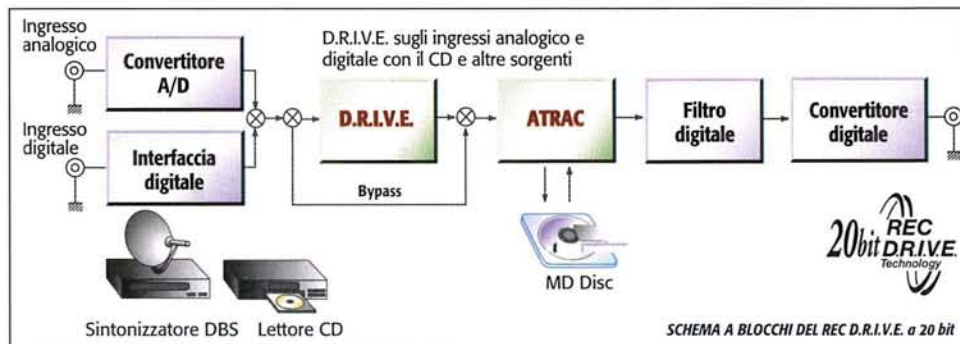 Ingresso
analogico
Convertitore
A/D
D.R.I.V.E. sugli ingressi analogico e
digitale con il CD e altre sorgenti
D.R.I.V.E.
ATRAC
Filtro
digitale
Convertitore
digitale
Ingresso
digitale
Interfaccia
digitale
Bypass
MD Disc
Sintonizzatore DBS
Lettore CD
20bit REC
D.R.I.V.E.
Technology
SCHEMA A BLOCCHI DEL REC D.R.I.V.E. a 20 bit